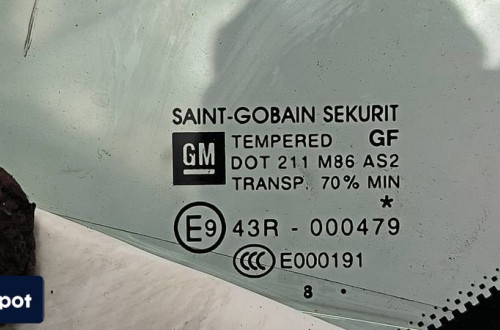 SAINT-GOBAIN SEKURIT
GM
TEMPERED GF
DOT 211 M86 AS2
TRANSP. 70% MIN
*
E9 43R - 000479
CCC E000191
8 •
pot